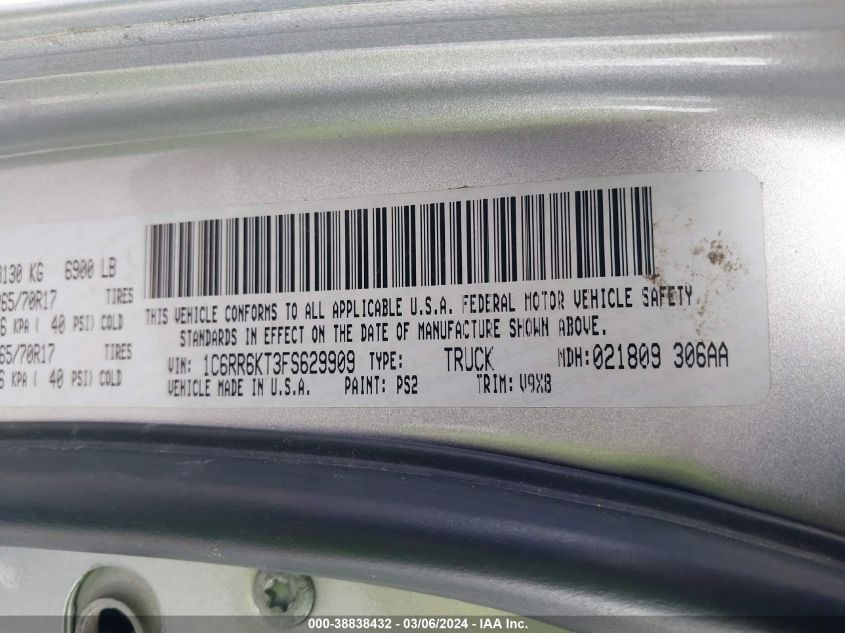 3130 KG 6900 LB
265/70R17 TIRES
6 KPA ( 40 PSI) COLD
65/70R17 TIRES
6 KPA ( 40 PSI) COLD
THIS VEHICLE CONFORMS TO ALL APPLICABLE U.S.A. FEDERAL MOTOR VEHICLE SAFETY
STANDARDS IN EFFECT ON THE DATE OF MANUFACTURE SHOWN ABOVE.
VIN: 1C6RR6KT3FS629909 TYPE: TRUCK MDH:021809 306AA
VEHICLE MADE IN U.S.A. PAINT: PS2 TRIM: V9X8
000-38838432 - 03/06/2024 - IAA Inc.